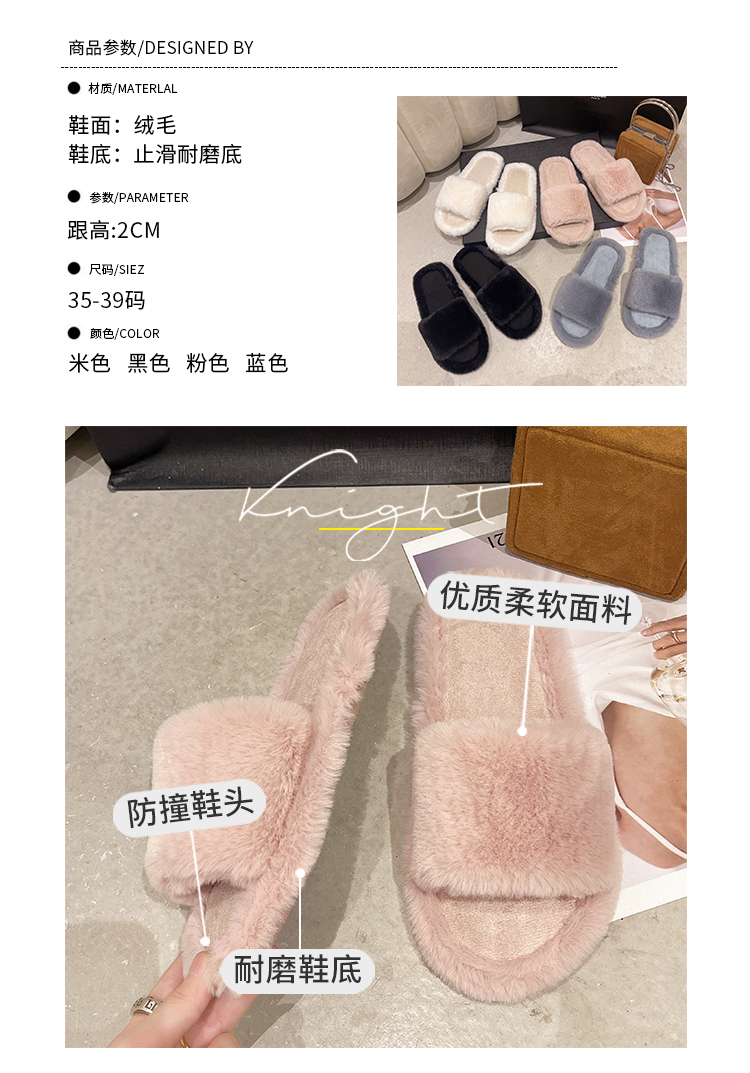 商品参数/DESIGNED BY
材质/MATERLAL
鞋面：绒毛
鞋底：止滑耐磨底
参数/PARAMETER
跟高:2CM
尺码/SIEZ
35-39码
颜色/COLOR
米色 黑色 粉色 蓝色
Knight
优质柔软面料
防撞鞋头
耐磨鞋底